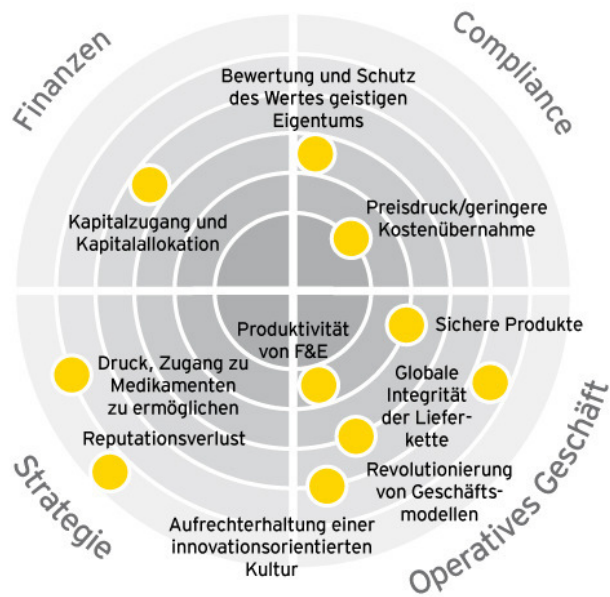 Finanzen
Compliance
Bewertung und Schutz
des Wertes geistigen
Eigentums
Kapitalzugang und
Kapitalallokation
Preisdruck/geringere
Kostenübernahme
Produktivität
von F&E
Sichere Produkte
Druck, Zugang zu
Medikamenten
zu ermöglichen
Globale
Integrität
der Liefer-
kette
Reputationsverlust
Revolutionierung
von Geschäfts-
modellen
Aufrechterhaltung einer
innovationsorientierten
Kultur
Strategie
Operatives Geschäft